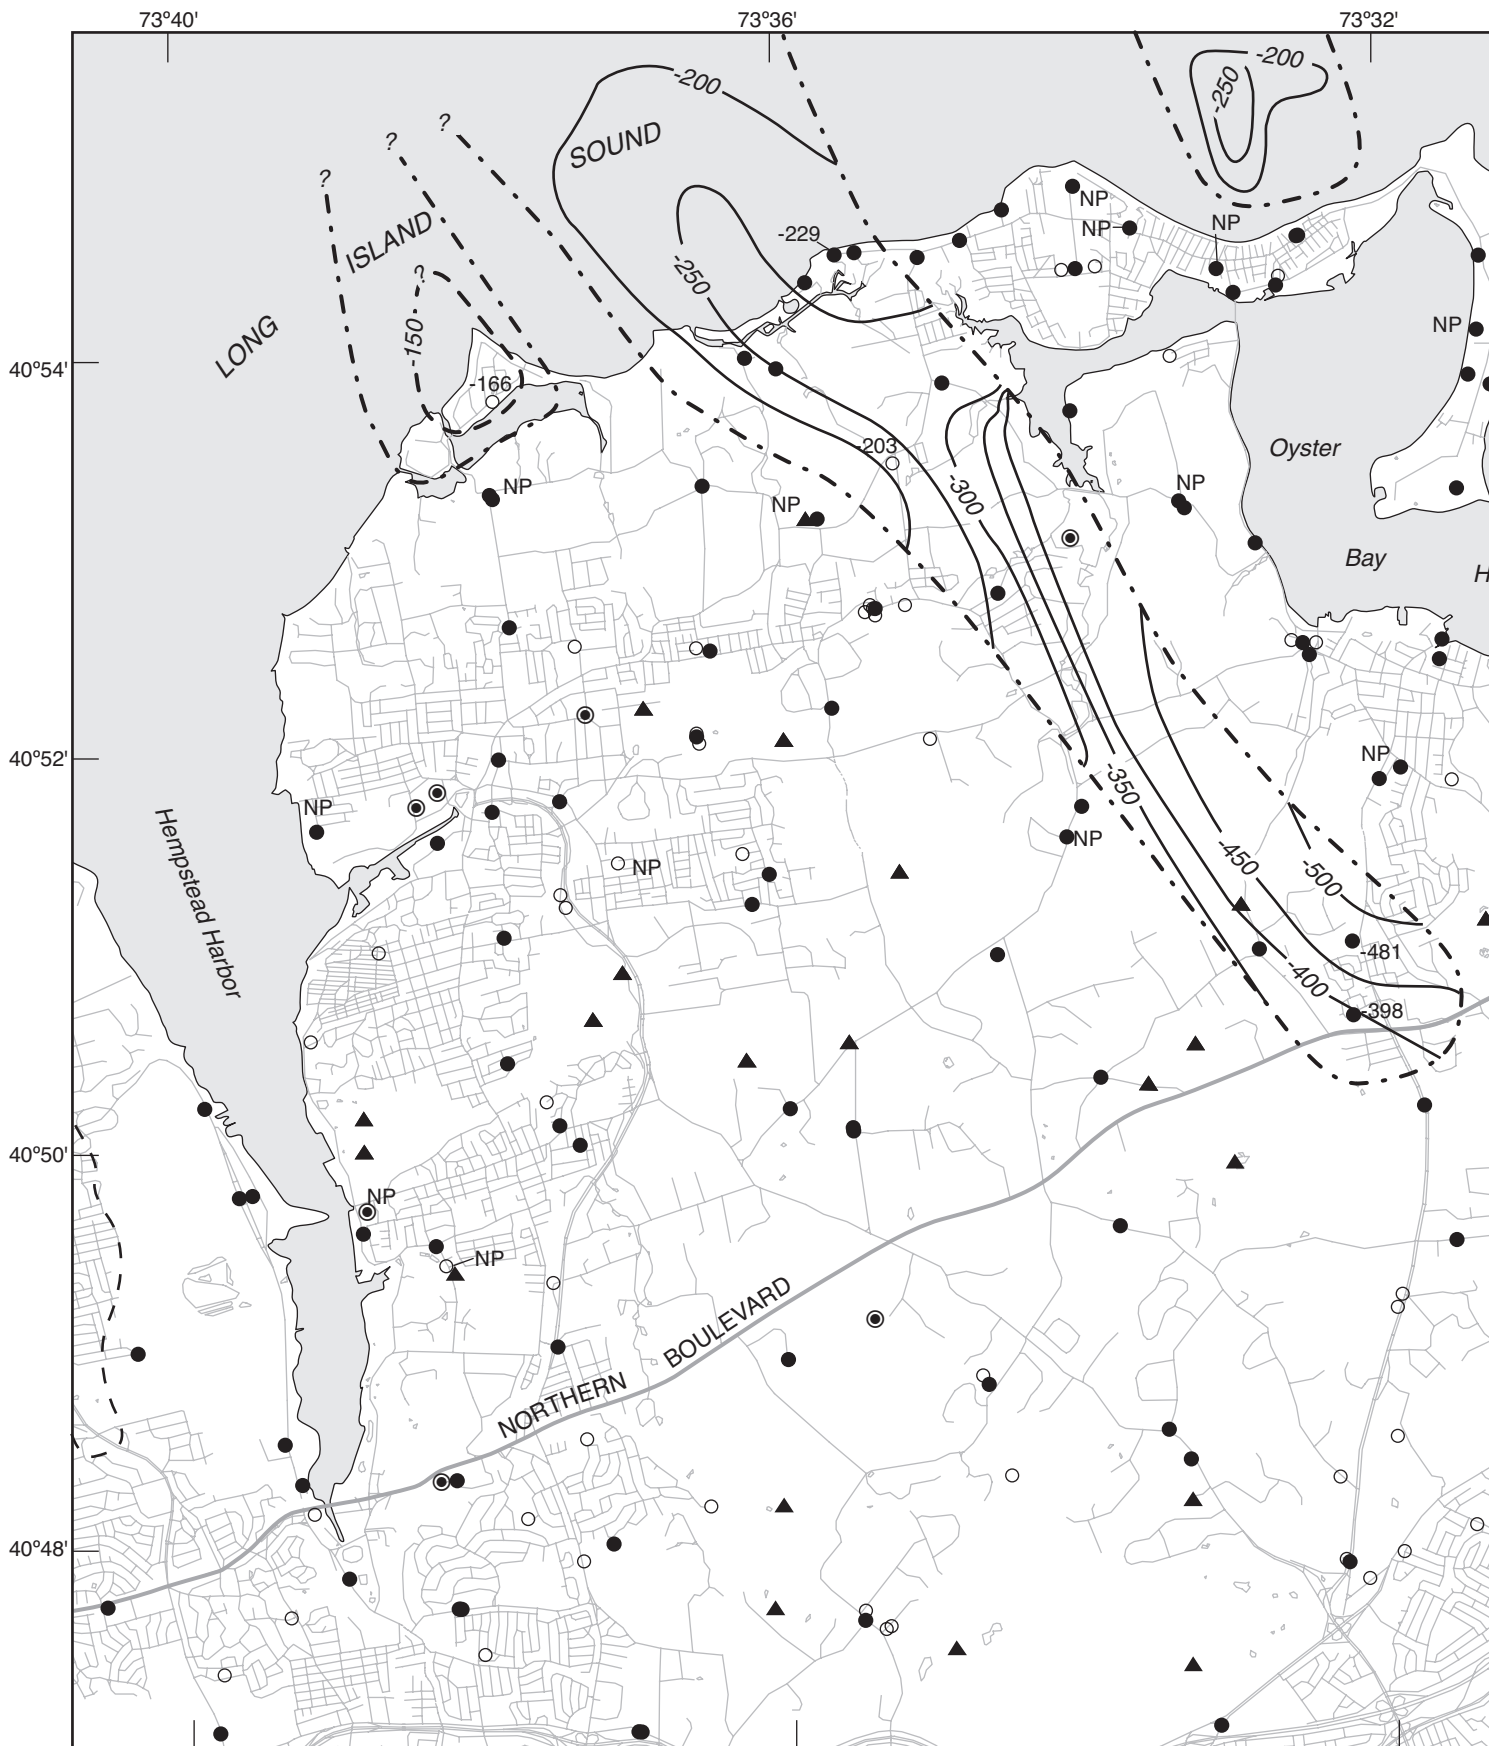 73°40'
73°36'
73°32'
-200
-200
-250
?
?
?
SOUND
NP
NP
NP
ISLAND
-229
?
-250
LONG
-150
NP
40°54'
-166
-203
Oyster
NP
NP
NP
-300
Bay
H
40°52'
NP
NP
-350
NP
NP
Hempstead Harbor
-450
-500
-481
-400
-398
40°50'
NP
NP
BOULEVARD
NORTHERN
40°48'